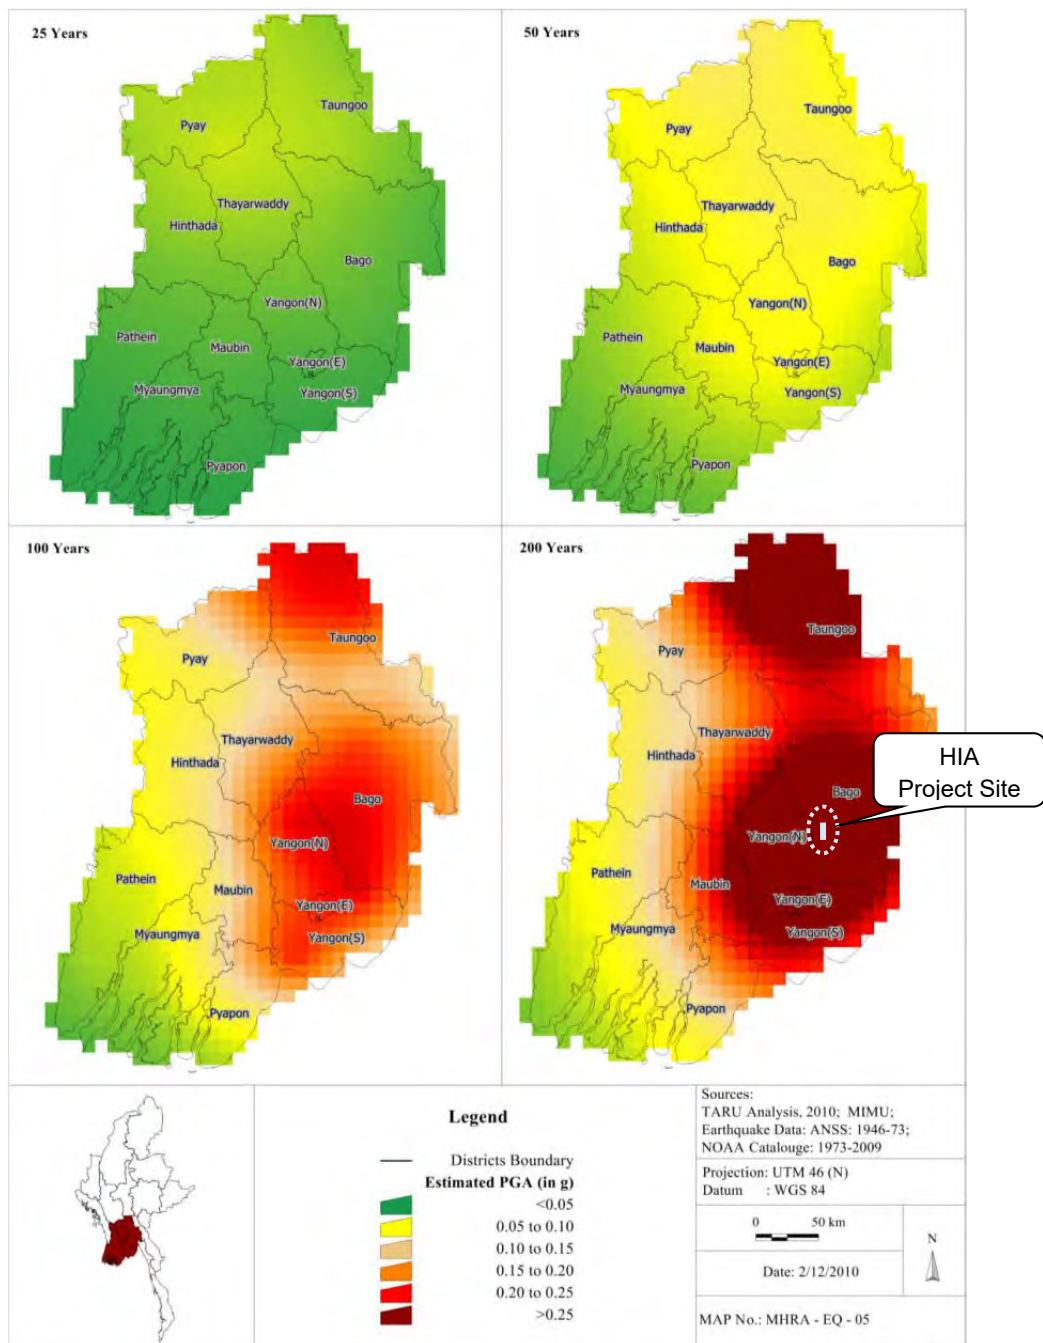 25 Years
Taungoo
Pyay
Thayarwaddy
Hinthada
Bago
Yangon(N)
Pathein
Maubin
Yangon(E)
Myaungmya
Yangon(S)
Pyapon
50 Years
Taungoo
Pyay
Thayarwaddy
Hinthada
Bago
Yangon(N)
Pathein
Maubin
Yangon(E)
Myaungmya
Yangon(S)
Pyapon
100 Years
Taungoo
Pyay
Thayarwaddy
Hinthada
Bago
Yangon(N)
Pathein
Maubin
Yangon(E)
Myaungmya
Yangon(S)
Pyapon
200 Years
Taungoo
Pyay
Thayarwaddy
Hinthada
HIA
Project Site
Bago
Yangon(N)
Pathein
Maubin
Yangon(E)
Myaungmya
Yangon(S)
Pyapon
Legend
Districts Boundary
Estimated PGA (in g)
<0.05
0.05 to 0.10
0.10 to 0.15
0.15 to 0.20
0.20 to 0.25
>0.25
Sources:
TARU Analysis, 2010; MIMU;
Earthquake Data: ANSS: 1946-73;
NOAA Catalouge: 1973-2009
Projection: UTM 46 (N)
Datum : WGS 84
0 50 km
N
Date: 2/12/2010
MAP No.: MHRA - EQ - 05